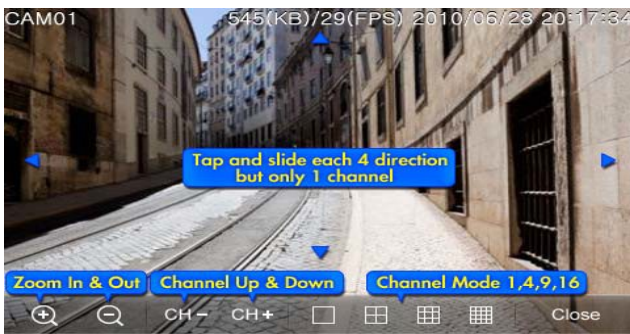 CAM01 545(KB)/29(FPS) 2010/06/28 20:17:34
Tap and slide each 4 direction
but only 1 channel
Zoom In & Out Channel Up & Down Channel Mode 1,4,9,16
CH- CH+ Close